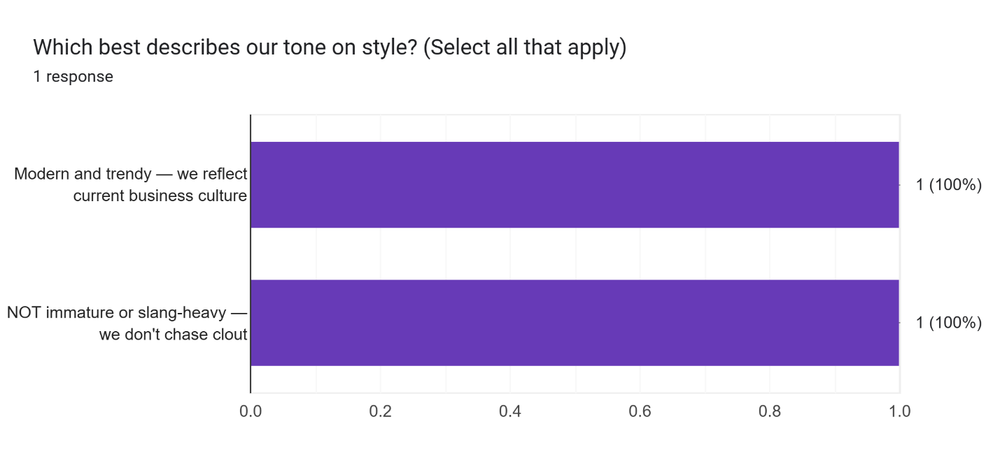 Which best describes our tone on style? (Select all that apply)
1 response
Modern and trendy — we reflect
current business culture
1 (100%)
NOT immature or slang-heavy —
we don't chase clout
1 (100%)
0.0 0.2 0.4 0.6 0.8 1.0